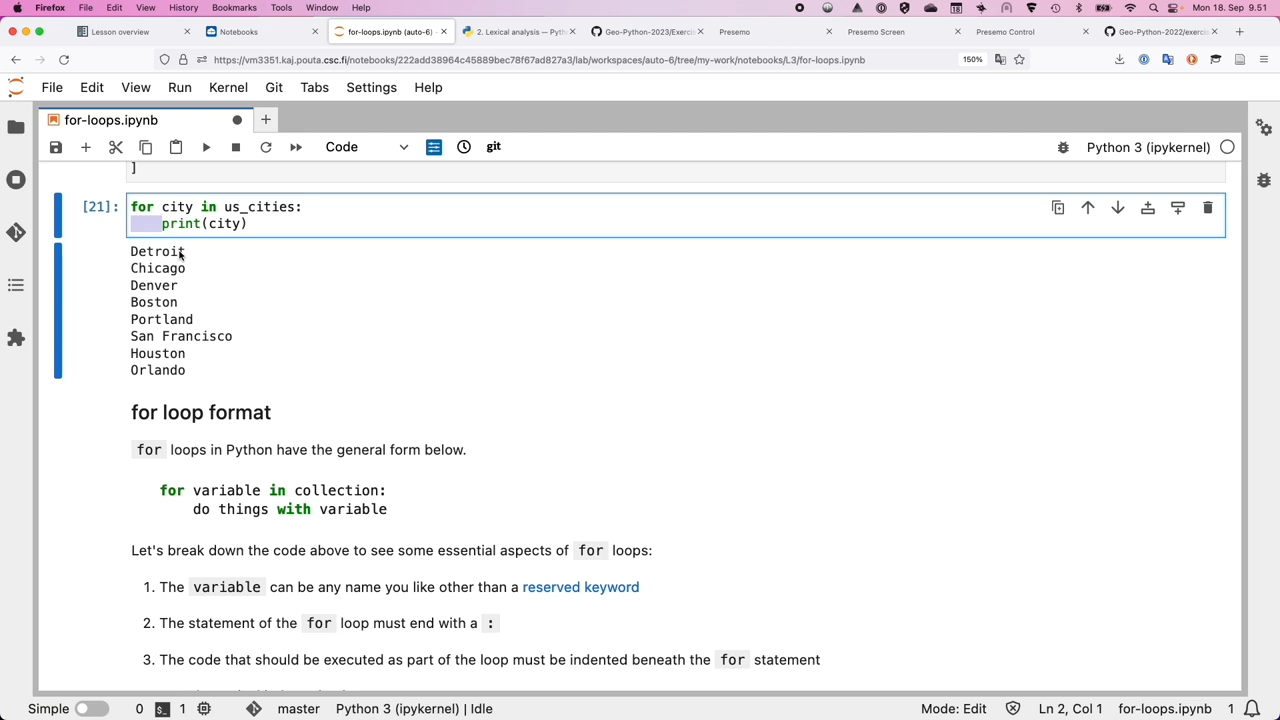 Firefox File Edit View History Bookmarks Tools Window Help Mon 18. Sep 9.51
Lesson overview Notebooks for-loops.ipynb (auto-6) 2. Lexical analysis — Pyth Geo-Python-2023/Exercis Presemo Presemo Screen Presemo Control Geo-Python-2022/exercis
https://vm3351.kaj.pouta.csc.fi/notebooks/222add38964c45889bec78f67ad827a3/lab/workspaces/auto-6/tree/my-work/notebooks/L3/for-loops.ipynb 150%
File Edit View Run Kernel Git Tabs Settings Help
for-loops.ipynb
Code git Python 3 (ipykernel)
]
[21]: for city in us_cities:
print(city)
Detroit
Chicago
Denver
Boston
Portland
San Francisco
Houston
Orlando
for loop format
for loops in Python have the general form below.
for variable in collection:
do things with variable
Let's break down the code above to see some essential aspects of for loops:
1. The variable can be any name you like other than a reserved keyword
2. The statement of the for loop must end with a :
3. The code that should be executed as part of the loop must be indented beneath the for statement
Simple 0 1 master Python 3 (ipykernel) | Idle Mode: Edit Ln 2, Col 1 for-loops.ipynb 1